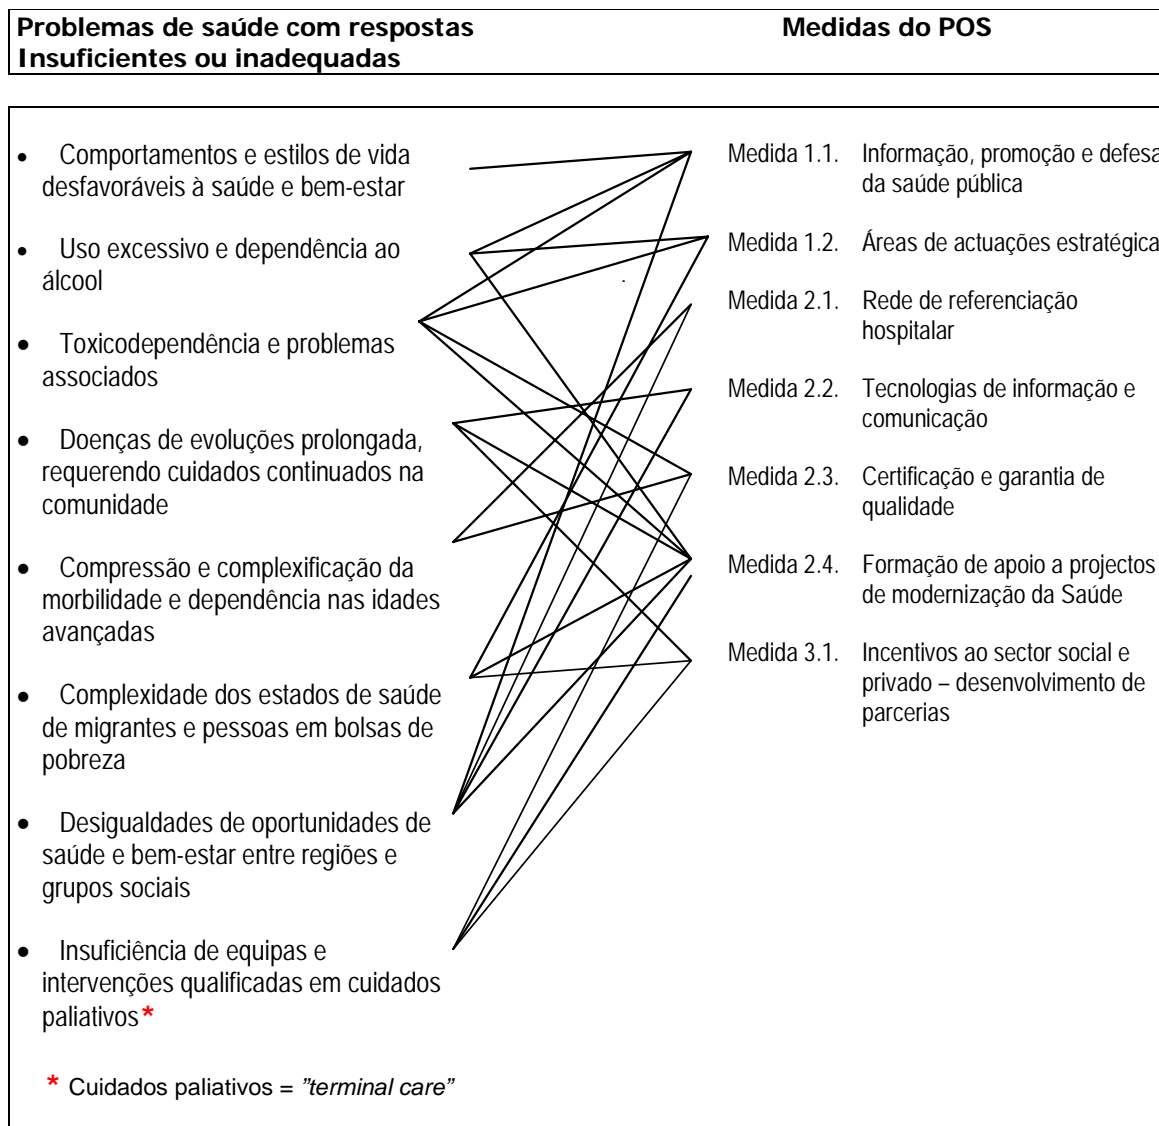 Problemas de saúde com respostas
Insuficientes ou inadequadas
Medidas do POS
• Comportamentos e estilos de vida
desfavoráveis à saúde e bem-estar
• Uso excessivo e dependência ao
álcool
• Toxicodependência e problemas
associados
• Doenças de evoluções prolongada,
requerendo cuidados continuados na
comunidade
• Compressão e complexificação da
morbilidade e dependência nas idades
avançadas
• Complexidade dos estados de saúde
de migrantes e pessoas em bolsas de
pobreza
• Desigualdades de oportunidades de
saúde e bem-estar entre regiões e
grupos sociais
• Insuficiência de equipas e
intervenções qualificadas em cuidados
paliativos*
* Cuidados paliativos = "terminal care"
Medida 1.1. Informação, promoção e defesa
da saúde pública
Medida 1.2. Áreas de actuações estratégica
Medida 2.1. Rede de referenciação
hospitalar
Medida 2.2. Tecnologias de informação e
comunicação
Medida 2.3. Certificação e garantia de
qualidade
Medida 2.4. Formação de apoio a projectos
de modernização da Saúde
Medida 3.1. Incentivos ao sector social e
privado – desenvolvimento de
parcerias